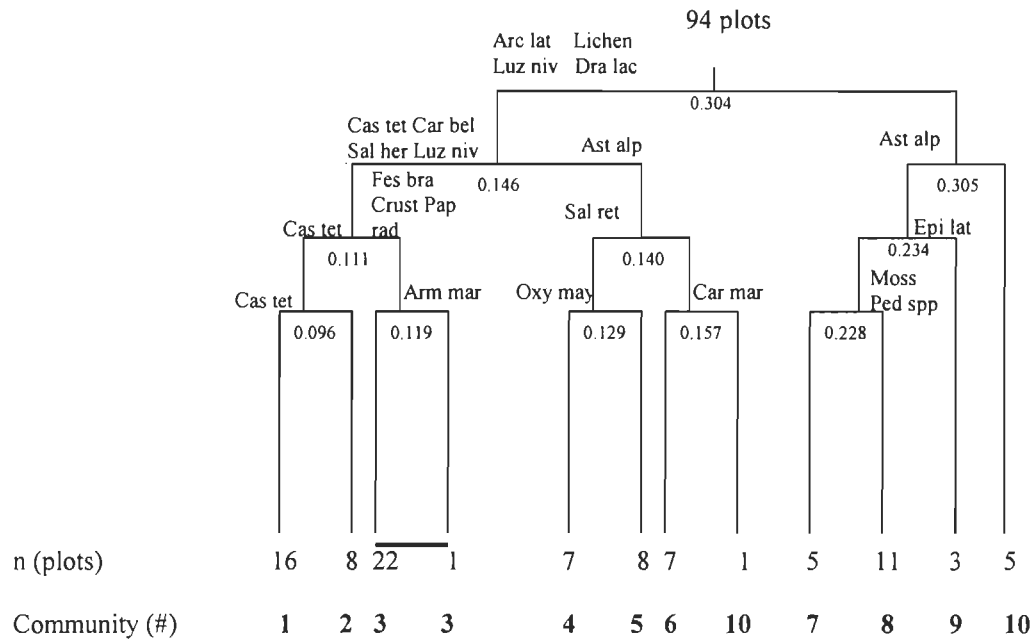 94 plots
Arc lat Lichen
Luz niv Dra lac
0.304
Cas tet Car bel
Sal her Luz niv
Ast alp
Ast alp
0.146
0.305
Fes bra
Crust Pap
rad
Sal ret
Cas tet
Epi lat
0.111
0.140
0.234
Cas tet
Arm mar
Oxy may
Car mar
Moss
Ped spp
0.096
0.119
0.129
0.157
0.228
n (plots) 16 8 22 1 7 8 7 1 5 11 3 5
Community (#) 1 2 3 3 4 5 6 10 7 8 9 10